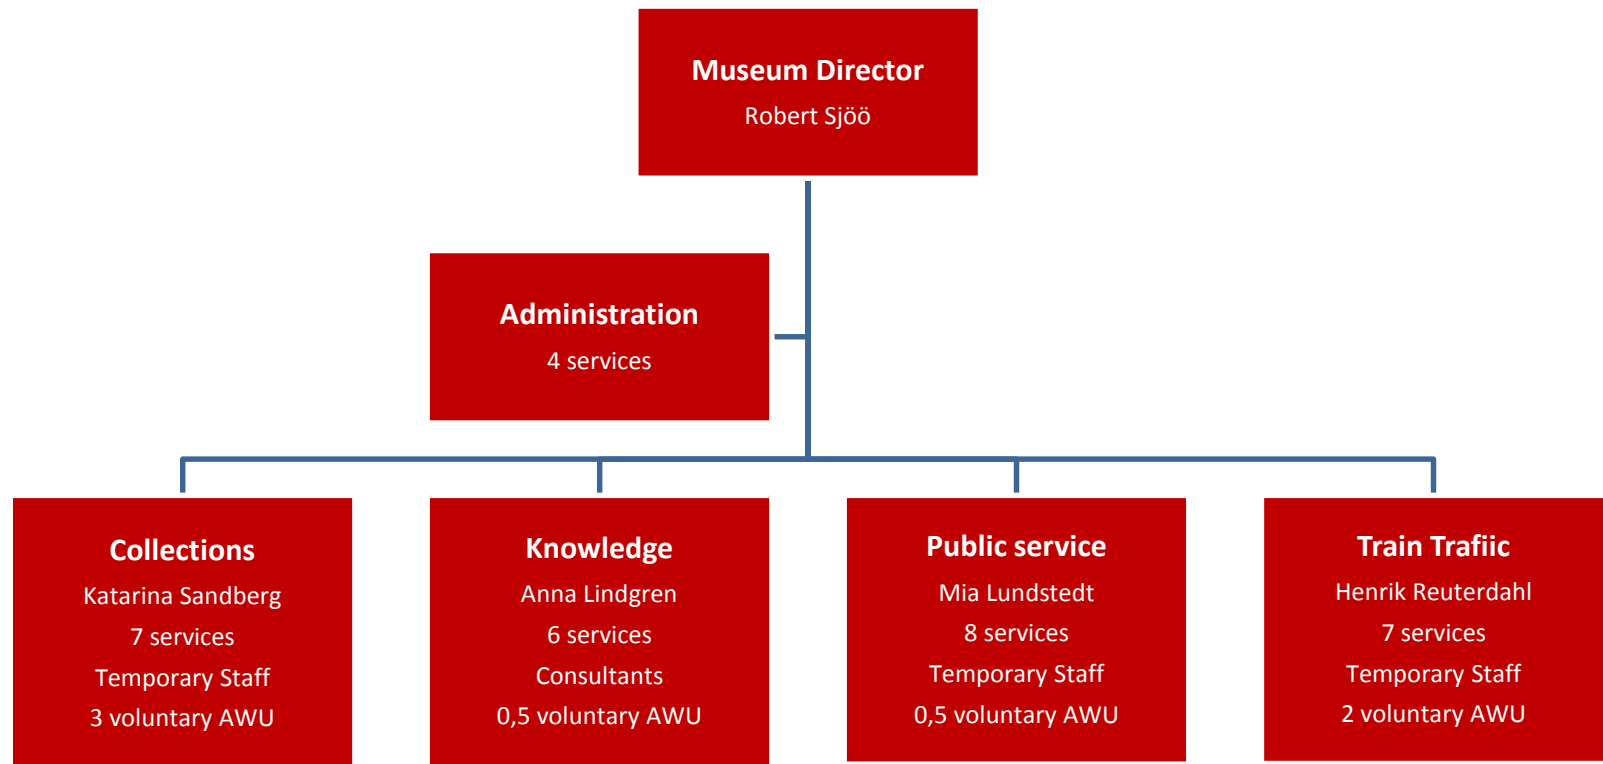 Museum Director
Robert Sjöö
Administration
4 services
Collections
Katarina Sandberg
7 services
Temporary Staff
3 voluntary AWU
Knowledge
Anna Lindgren
6 services
Consultants
0,5 voluntary AWU
Public service
Mia Lundstedt
8 services
Temporary Staff
0,5 voluntary AWU
Train Trafiic
Henrik Reuterdahl
7 services
Temporary Staff
2 voluntary AWU